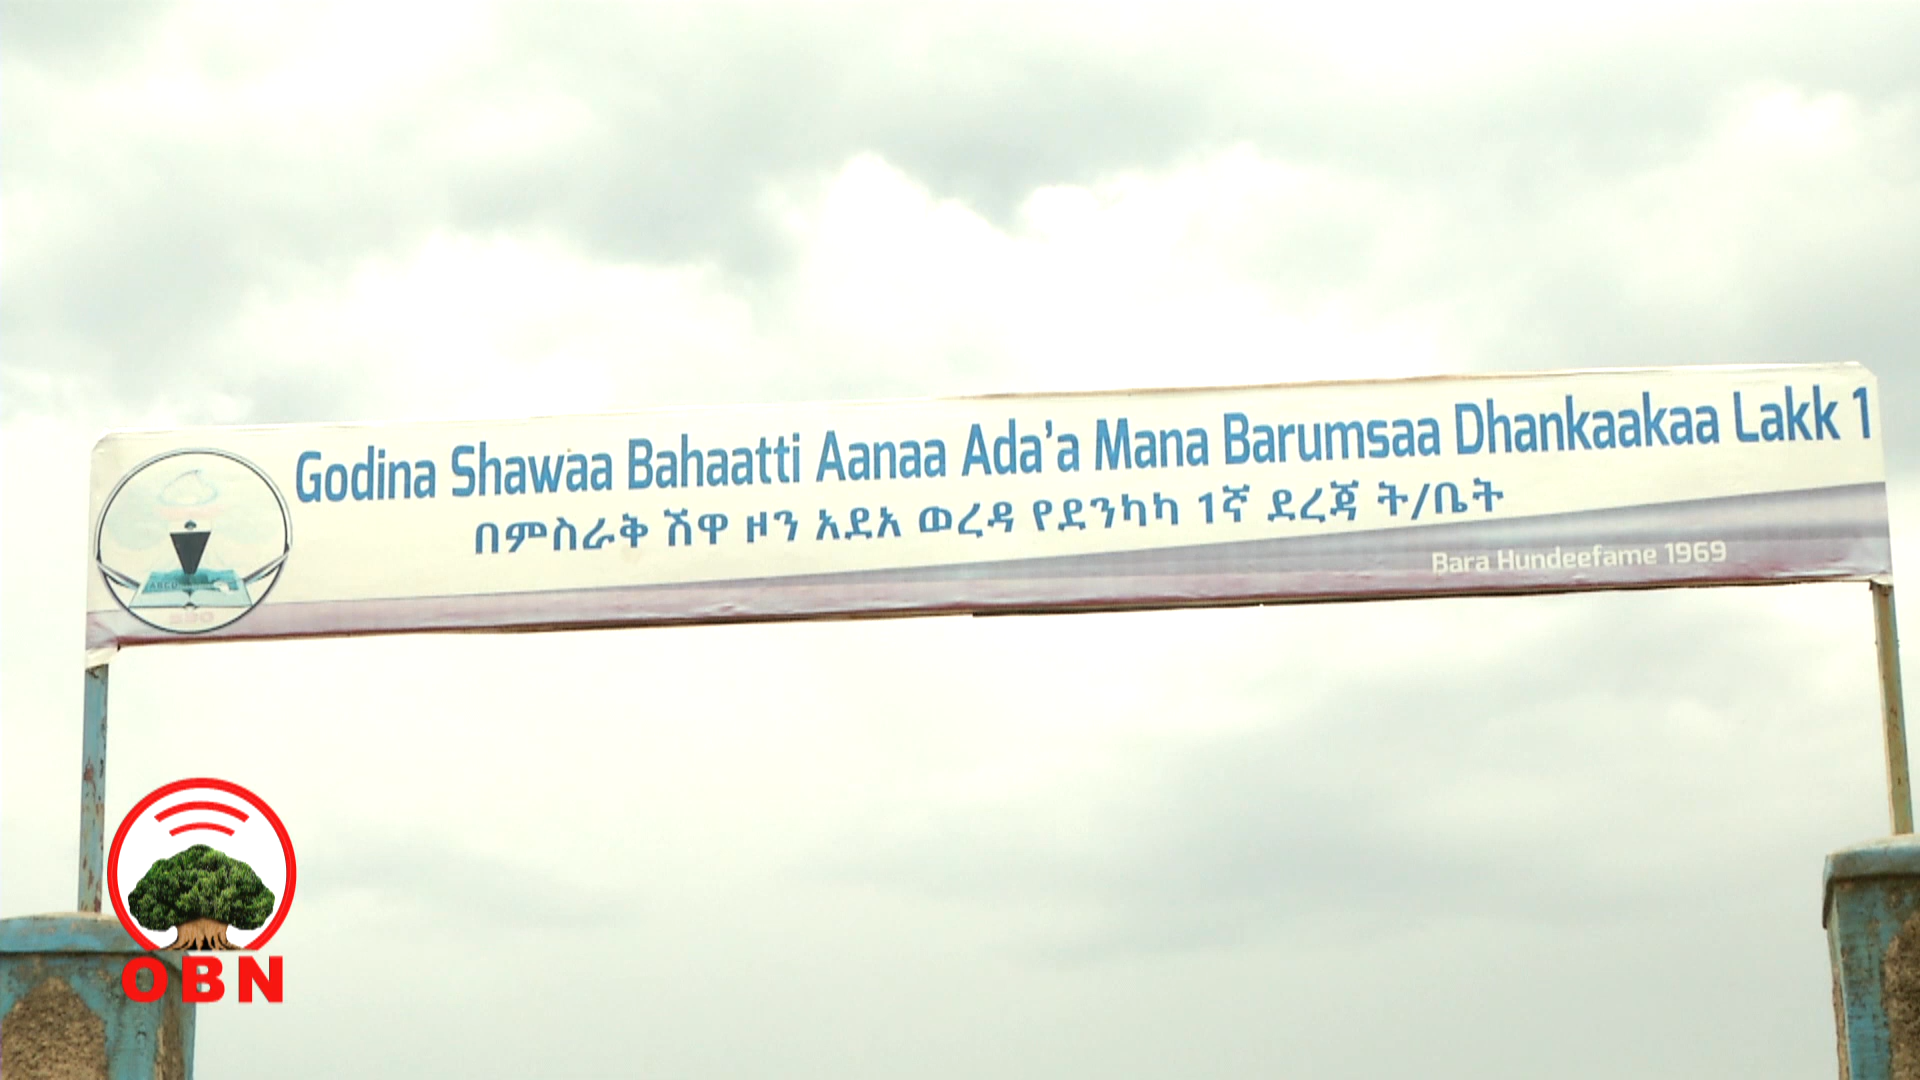 Godina Shawaa Bahaatti Aanaa Ada'a Mana Barumsaa Dhankaakaa Lakk 1
በምስራቅ ሸዋ ዞን አደአ ወረዳ የደንካካ 1ኛ ደረጃ ት/ቤት
Bara Hundeefame 1969
ABCD
OBN